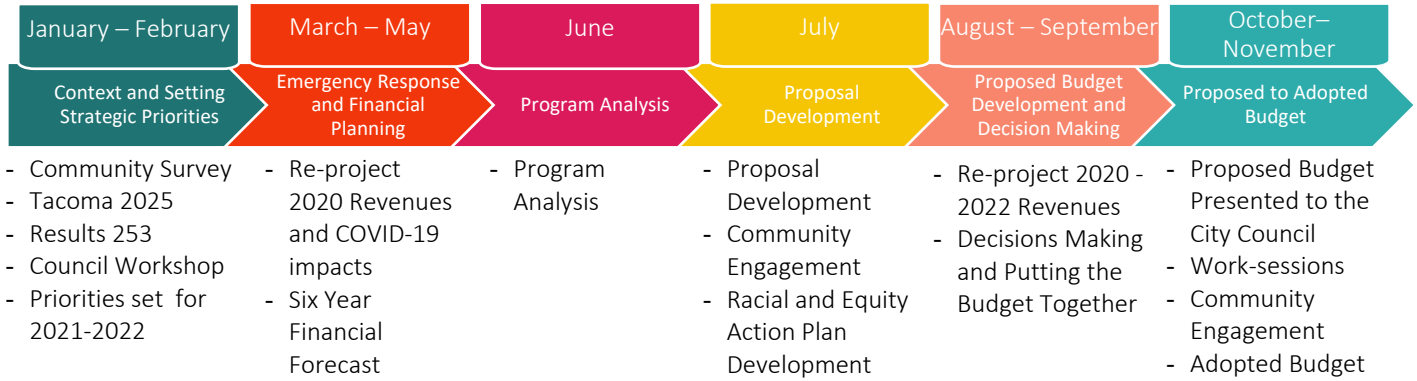 January – February
March – May
June
July
August – September
October–
November
Context and Setting
Strategic Priorities
Emergency Response
and Financial
Planning
Program Analysis
Proposal
Development
Proposed Budget
Development and
Decision Making
Proposed to Adopted
Budget
- Community Survey
- Tacoma 2025
- Results 253
- Council Workshop
- Priorities set for
2021-2022
- Re-project
2020 Revenues
and COVID-19
impacts
- Six Year
Financial
Forecast
- Program
Analysis
- Proposal
Development
- Community
Engagement
- Racial and Equity
Action Plan
Development
- Re-project 2020 -
2022 Revenues
- Decisions Making
and Putting the
Budget Together
- Proposed Budget
Presented to the
City Council
- Work-sessions
- Community
Engagement
- Adopted Budget